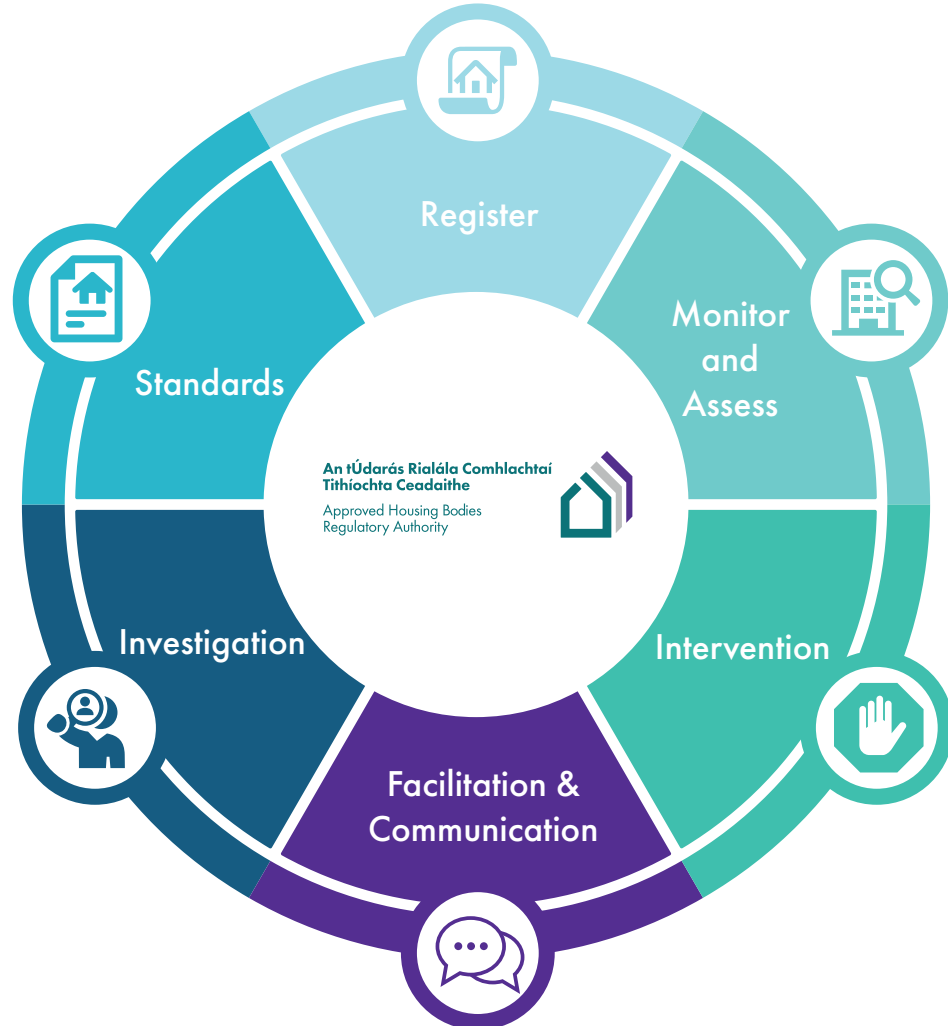 Register
Monitor
and
Assess
Standards
An tÚdarás Rialála Comhlachtaí
Tithíochta Ceadaithe
Approved Housing Bodies
Regulatory Authority
Investigation
Intervention
Facilitation &
Communication